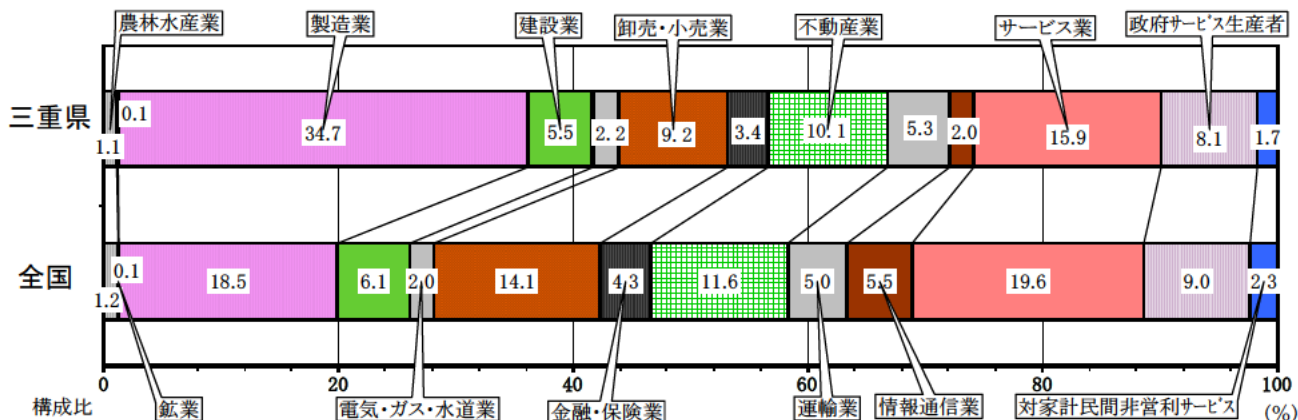 農林水産業 製造業 建設業 卸売・小売業 不動産業 サービス業 政府サービス生産者
三重県 1.1 0.1 34.7 5.5 2.2 9.2 3.4 10.1 5.3 2.0 15.9 8.1 1.7
全国 1.2 0.1 18.5 6.1 2.0 14.1 4.3 11.6 5.0 5.5 19.6 9.0 2.3
0 20 40 60 80 100
構成比 鉱業 電気・ガス・水道業 金融・保険業 運輸業 情報通信業 対家計民間非営利サービス (%)